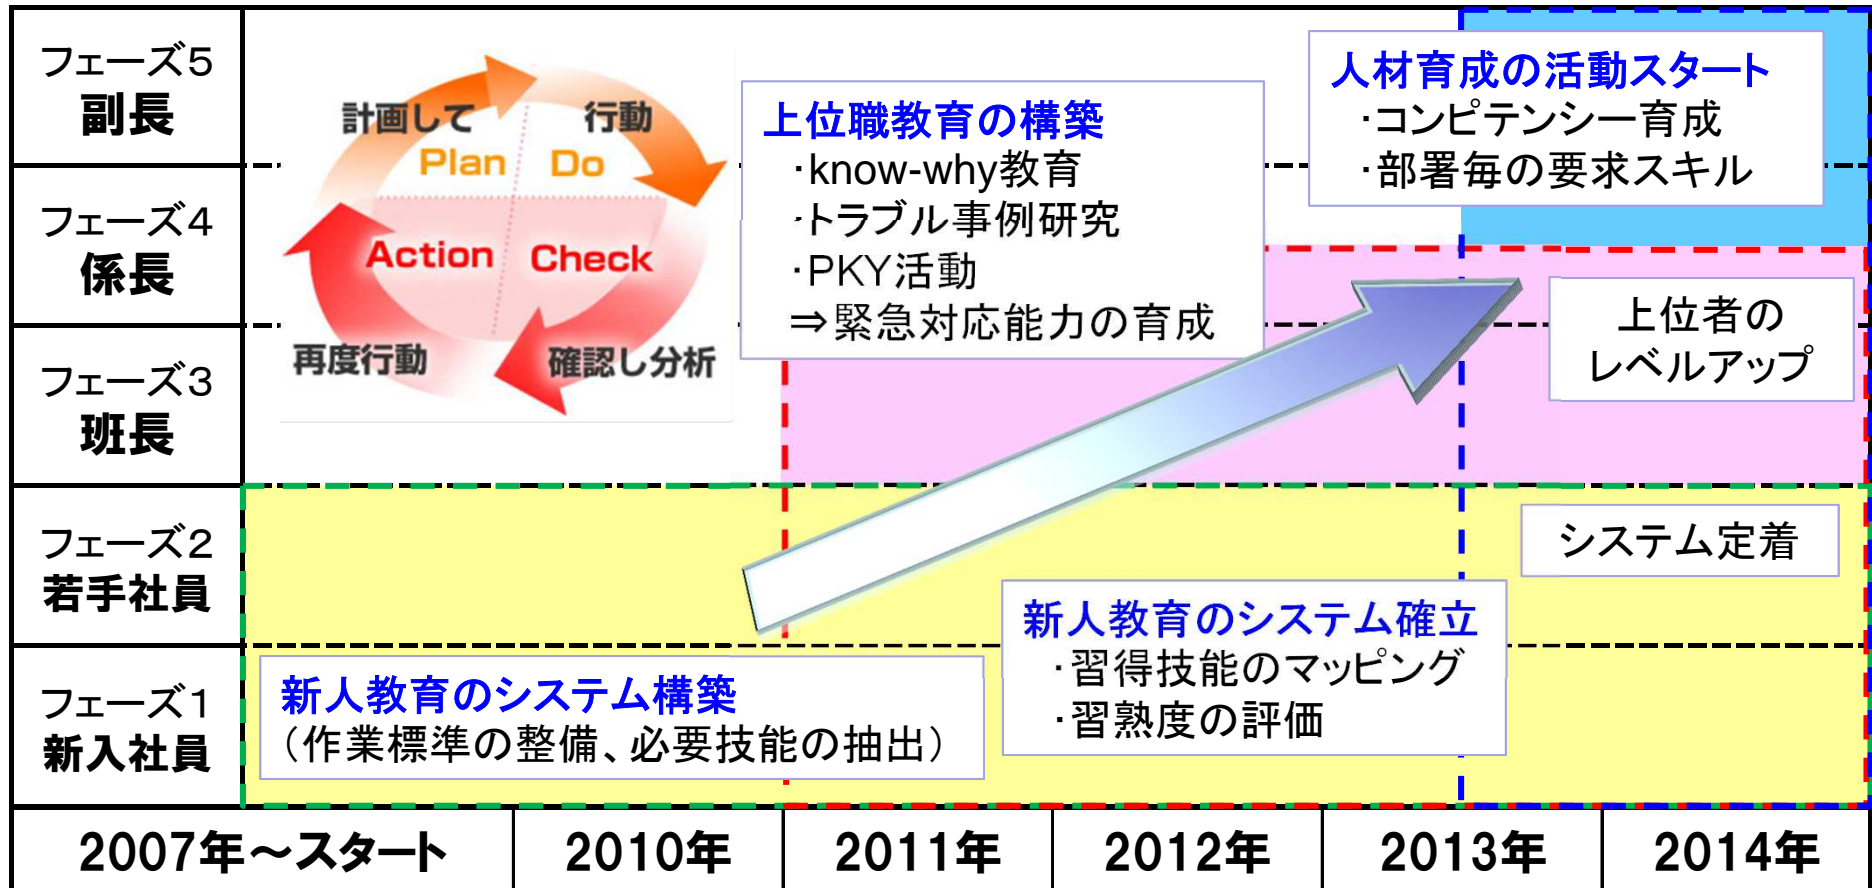 フェーズ5
副長
フェーズ4
係長
フェーズ3
班長
フェーズ2
若手社員
フェーズ1
新入社員
計画して
行動
Plan
Do
Action
Check
再度行動
確認し分析
上位職教育の構築
・know-why教育
・トラブル事例研究
・PKY活動
⇒緊急対応能力の育成
人材育成の活動スタート
・コンピテンシー育成
・部署毎の要求スキル
上位者の
レベルアップ
システム定着
新人教育のシステム確立
・習得技能のマッピング
・習熟度の評価
新人教育のシステム構築
（作業標準の整備、必要技能の抽出）
2007年～スタート
2010年
2011年
2012年
2013年
2014年